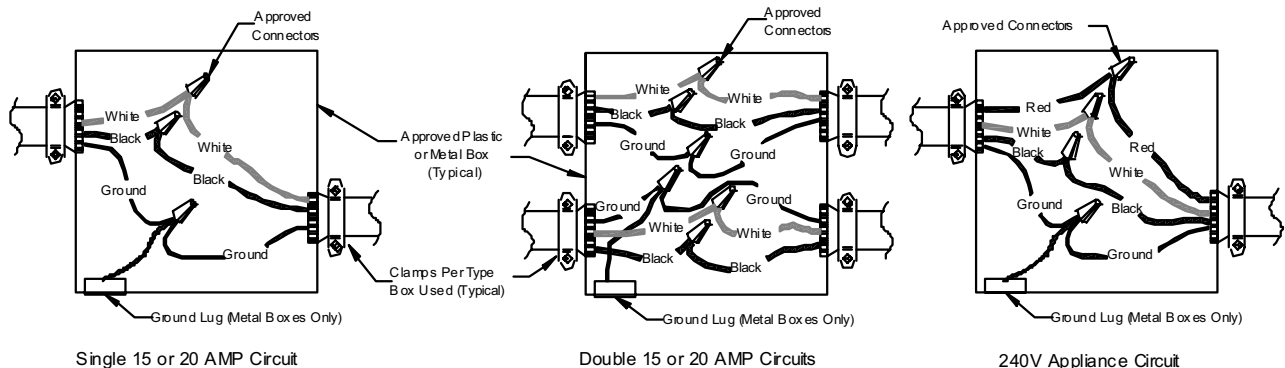 Approved
Connectors
White
Black
White
Ground
Black
Ground
Clamps Per Type
Box Used (Typical)
Ground Lug (Metal Boxes Only)
Single 15 or 20 AMP Circuit
Approved Plastic
or Metal Box
(Typical)
Approved
Connectors
White
White
Black
Black
Ground
Ground
Ground
Ground
White
White
Black
Black
Ground Lug (Metal Boxes Only)
Double 15 or 20 AMP Circuits
Approved Connectors
Red
White
Black
Red
White
Ground
Black
Ground
Ground Lug (Metal Boxes Only)
240V Appliance Circuit